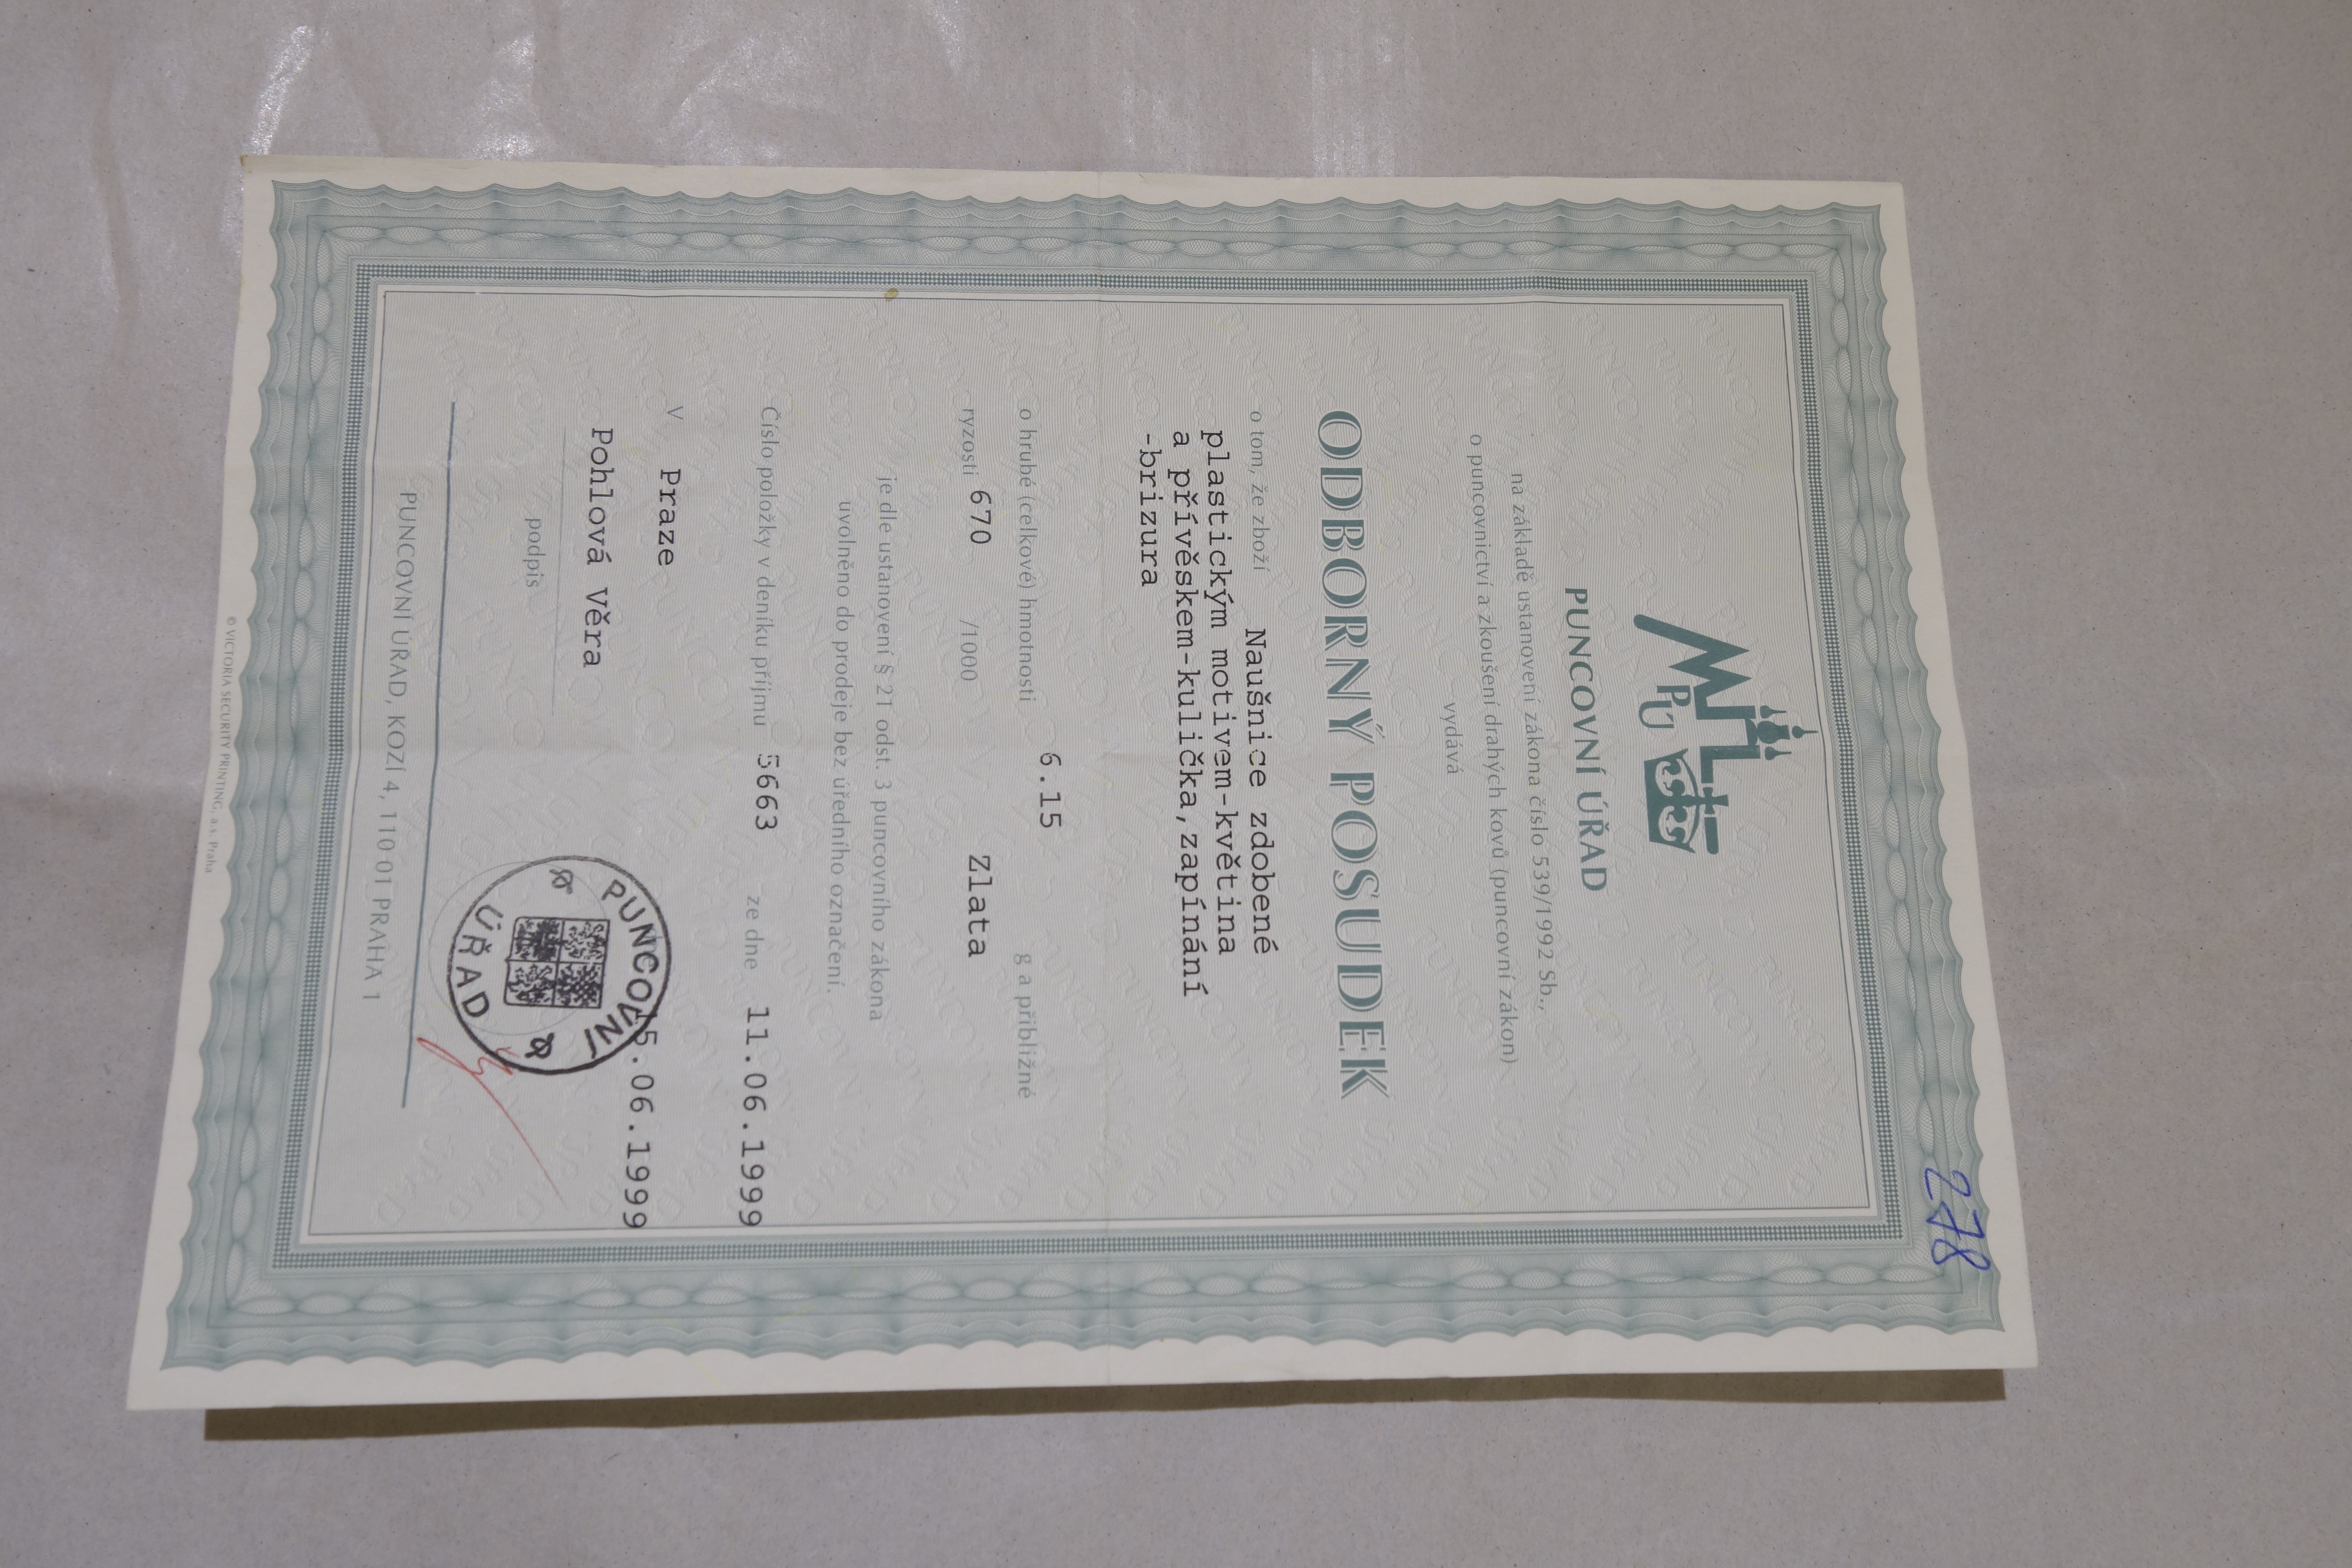 278
PÚ
PUNCOVNÍ ÚŘAD
na základě ustanovení zákona číslo 539/1992 Sb.,
o puncovnictví a zkoušení drahých kovů (puncovní zákon)
vydává
ODBORNÝ POSUDEK
o tom, že zboží Naušnice zdobené
plastickým motivem-květina
a přívěskem-kulička,zapínání
-brizura
o hrubé (celkové) hmotnosti 6.15 g a přibližné
ryzosti 670 /1000 Zlata
je dle ustanovení § 21 odst. 3 puncovního zákona
uvolněno do prodeje bez úředního označení.
Číslo položky v deníku příjmu 5663 ze dne 11.06.1999
V Praze 15.06.1999
Pohlová Věra
podpis
PUNCOVNÍ
ÚŘAD
PUNCOVNÍ ÚŘAD, KOZÍ 4, 110 01 PRAHA 1
© VICTORIA SECURITY PRINTING, a.s. Praha